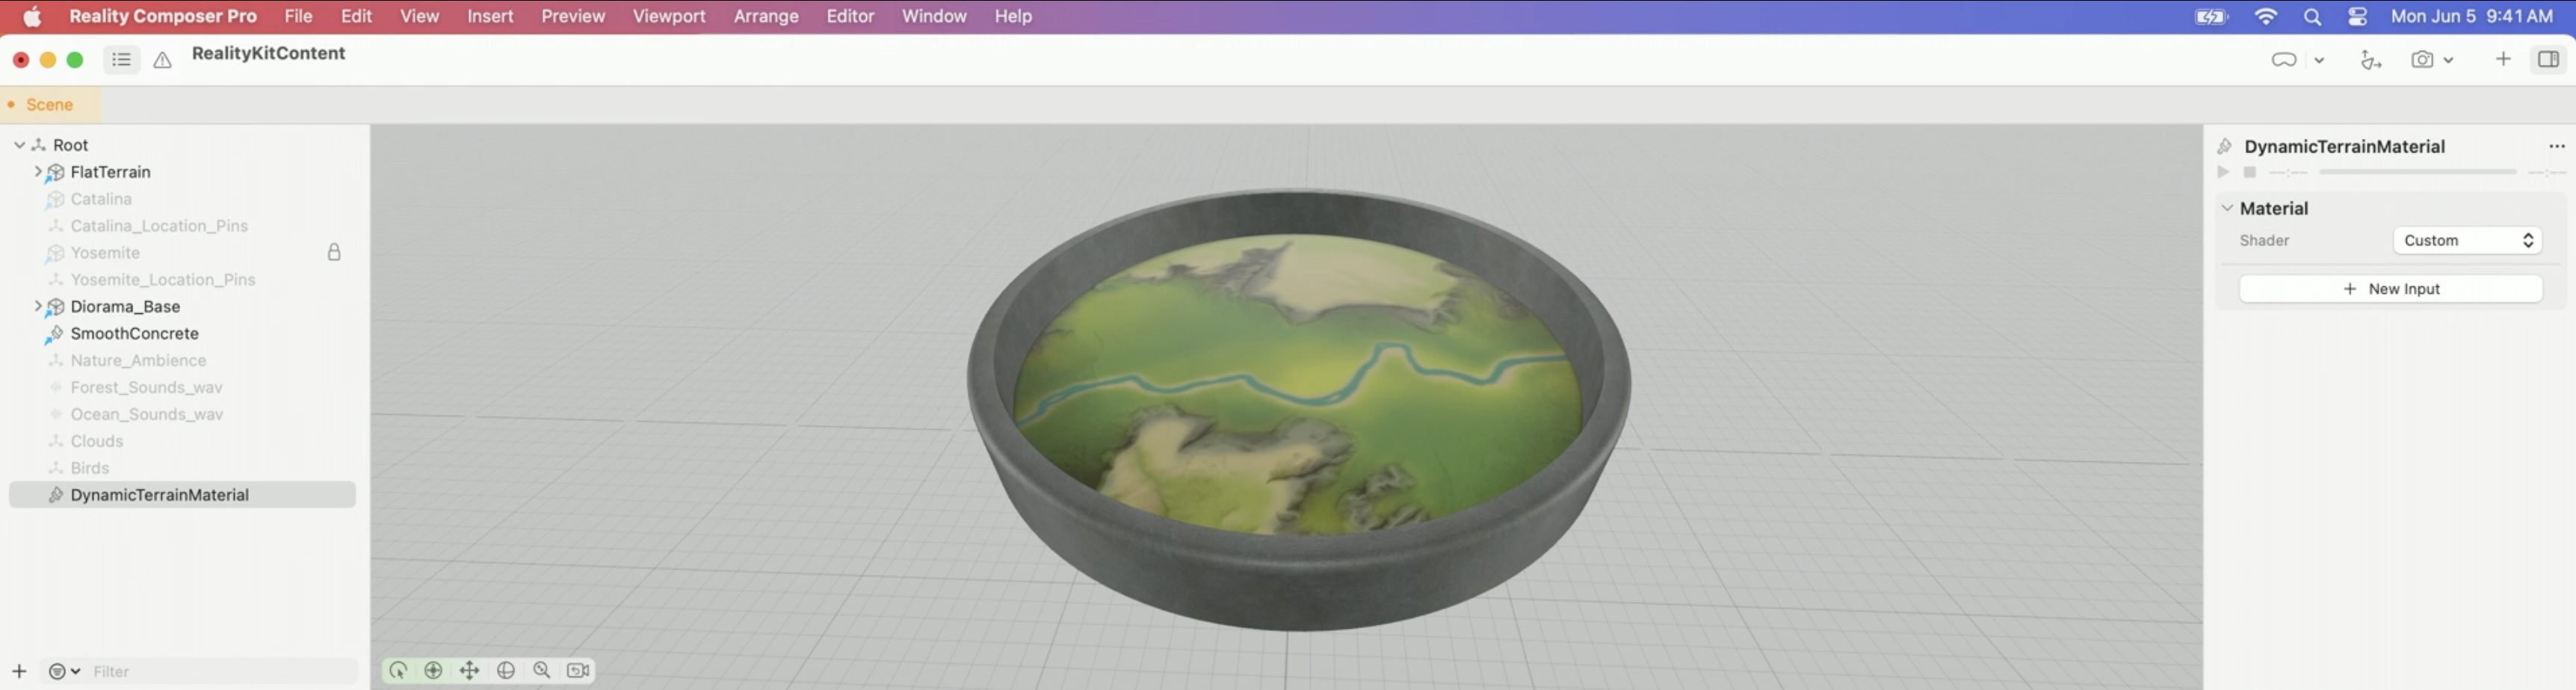 Reality Composer Pro File Edit View Insert Preview Viewport Arrange Editor Window Help Mon Jun 5 9:41 AM
RealityKitContent
Scene
Root
FlatTerrain
Catalina
Catalina_Location_Pins
Yosemite
Yosemite_Location_Pins
Diorama_Base
SmoothConcrete
Nature_Ambience
Forest_Sounds_wav
Ocean_Sounds_wav
Clouds
Birds
DynamicTerrainMaterial
Filter
DynamicTerrainMaterial
--:-- --:--
Material
Shader Custom
+ New Input